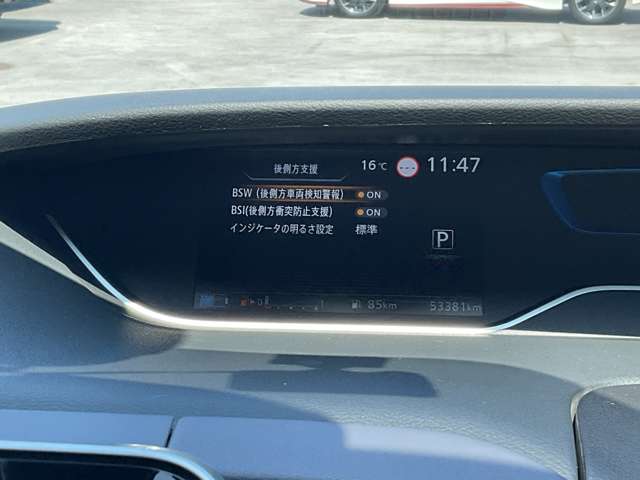 後側方支援 16℃ 11:47
BSW (後側方車両検知警報) ON
BSI(後側方衝突防止支援) ON
インジケータの明るさ設定 標準
P
85km 53381km